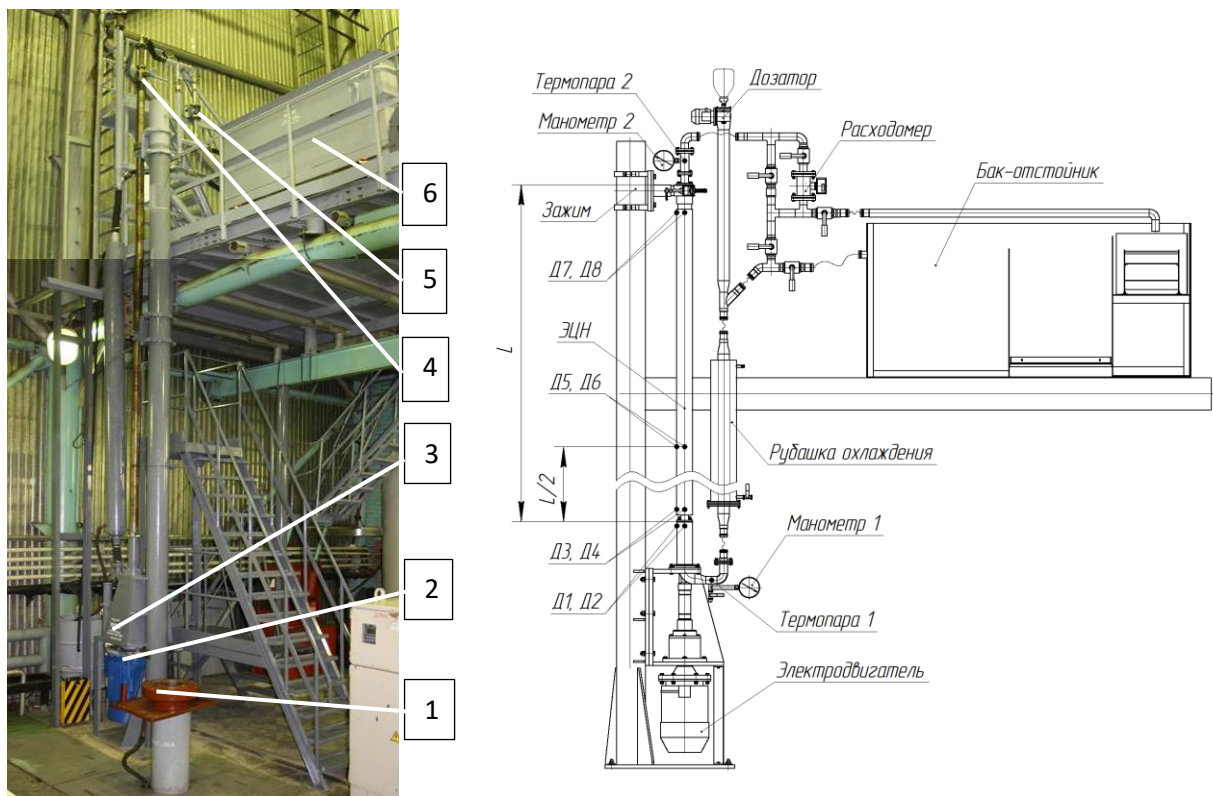 6
5
4
3
2
1
Термопара 2
Манометр 2
Дозатор
Расходомер
Бак-отстойник
Зажим
Д7, Д8
L
ЭЦН
Д5, Д6
Рубашка охлаждения
L/2
Манометр 1
Д3, Д4
Д1, Д2
Термопара 1
Электродвигатель